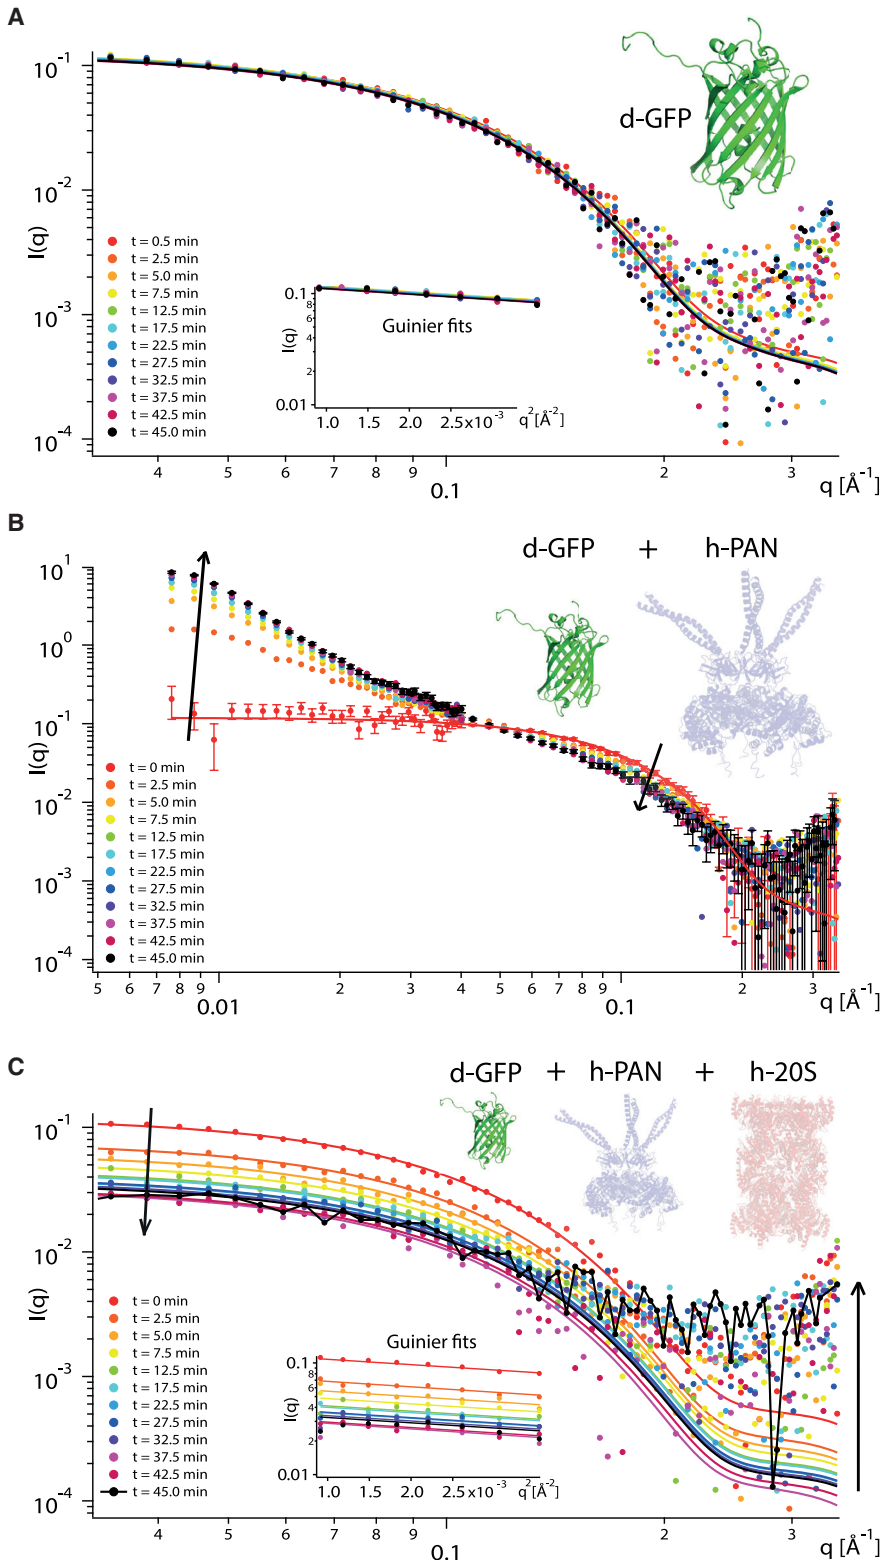 A
d-GFP
10⁻¹
10⁻²
10⁻³
10⁻⁴
I(q)
t = 0.5 min
t = 2.5 min
t = 5.0 min
t = 7.5 min
t = 12.5 min
t = 17.5 min
t = 22.5 min
t = 27.5 min
t = 32.5 min
t = 37.5 min
t = 42.5 min
t = 45.0 min
Guinier fits
I(q)
0.1
8
6
4
2
0.01
1.0 1.5 2.0 2.5x10⁻³ q²[Å⁻²]
4 5 6 7 8 9 0.1 2 3 q [Å⁻¹]
B
d-GFP + h-PAN
10¹
10⁰
10⁻¹
10⁻²
10⁻³
10⁻⁴
I(q)
t = 0 min
t = 2.5 min
t = 5.0 min
t = 7.5 min
t = 12.5 min
t = 17.5 min
t = 22.5 min
t = 27.5 min
t = 32.5 min
t = 37.5 min
t = 42.5 min
t = 45.0 min
5 6 7 8 9 0.01 2 3 4 5 6 7 8 9 0.1 2 3 q [Å⁻¹]
C
d-GFP + h-PAN + h-20S
10⁻¹
10⁻²
10⁻³
10⁻⁴
I(q)
t = 0 min
t = 2.5 min
t = 5.0 min
t = 7.5 min
t = 12.5 min
t = 17.5 min
t = 22.5 min
t = 27.5 min
t = 32.5 min
t = 37.5 min
t = 42.5 min
t = 45.0 min
Guinier fits
I(q)
0.1
8
6
4
2
0.01
1.0 1.5 2.0 2.5x10⁻³ q²[Å⁻²]
4 5 6 7 8 9 0.1 2 3 q [Å⁻¹]